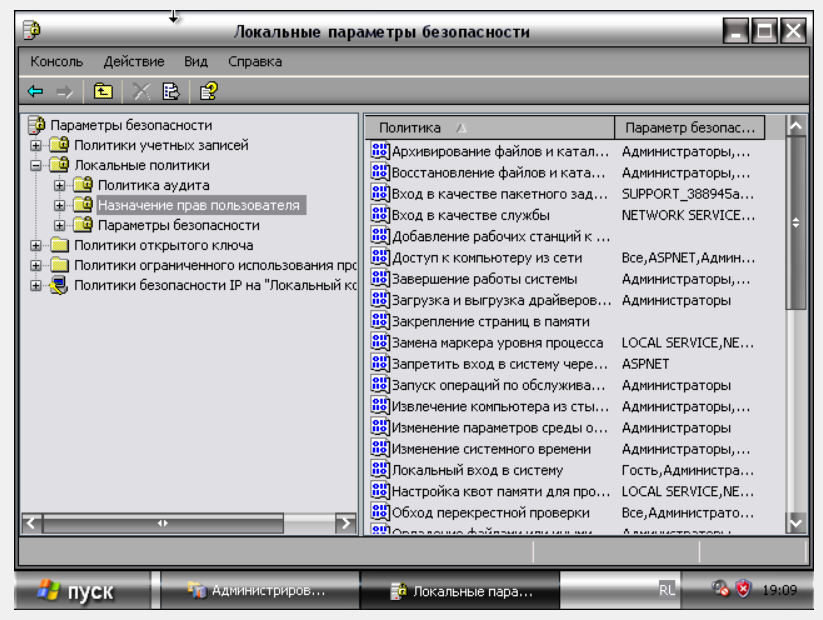 Локальные параметры безопасности
Консоль Действие Вид Справка
Параметры безопасности
Политики учетных записей
Локальные политики
Политика аудита
Назначение прав пользователя
Параметры безопасности
Политики открытого ключа
Политики ограниченного использования прс
Политики безопасности IP на "Локальный кс
Политика Параметр безопас...
Архивирование файлов и катал... Администраторы,...
Восстановление файлов и ката... Администраторы,...
Вход в качестве пакетного зад... SUPPORT_388945a...
Вход в качестве службы NETWORK SERVICE...
Добавление рабочих станций к ...
Доступ к компьютеру из сети Все,ASPNET,Админ...
Завершение работы системы Администраторы,...
Загрузка и выгрузка драйверов... Администраторы
Закрепление страниц в памяти
Замена маркера уровня процесса LOCAL SERVICE,NE...
Запретить вход в систему чере... ASPNET
Запуск операций по обслужива... Администраторы
Извлечение компьютера из сты... Администраторы,...
Изменение параметров среды о... Администраторы
Изменение системного времени Администраторы,...
Локальный вход в систему Гость,Администра...
Настройка квот памяти для про... LOCAL SERVICE,NE...
Обход перекрестной проверки Все,Администрато...
Овладение файлами или иными... Администраторы
пуск Администриров... Локальные пара... RL 19:09